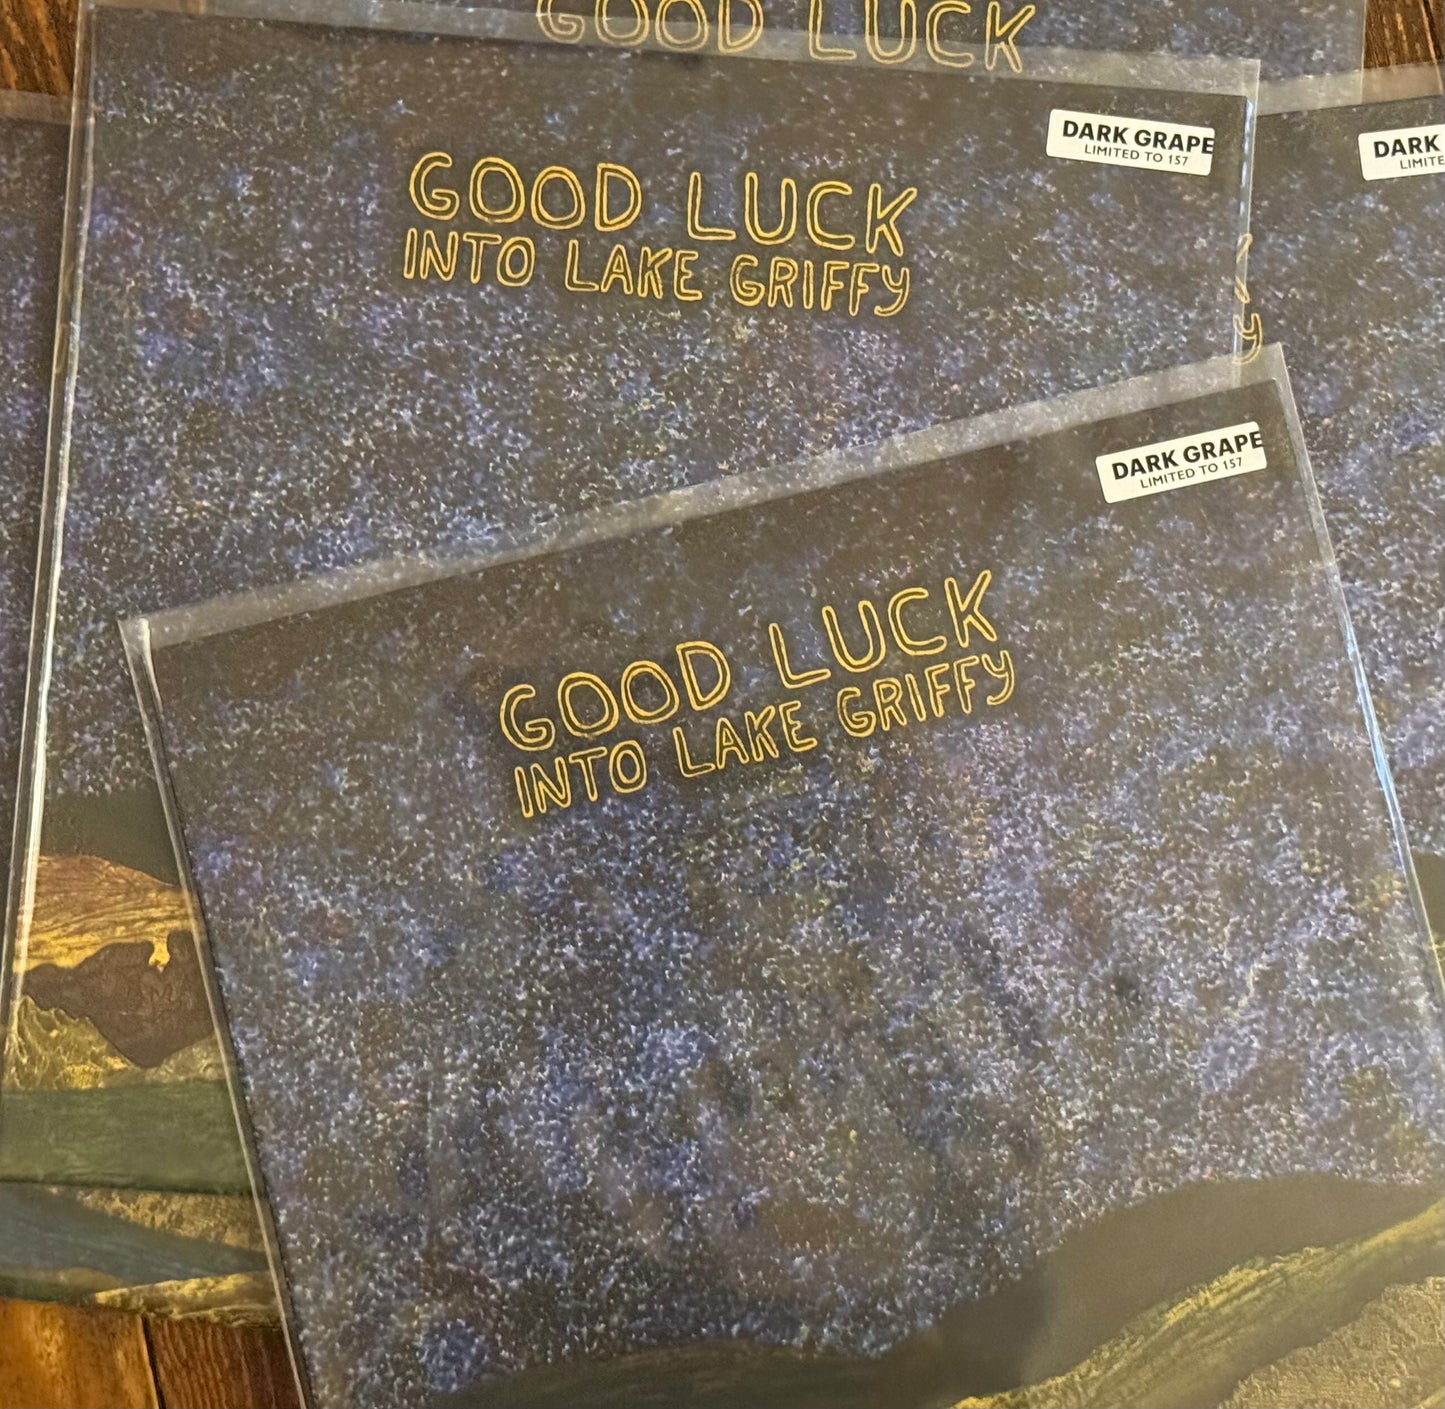 GOOD LUCK
DARK GRAPE
LIMITED TO 157
DARK
LIMITE
GOOD LUCK
INTO LAKE GRIFFY
Y
DARK GRAPE
LIMITED TO 157
GOOD LUCK
INTO LAKE GRIFFY